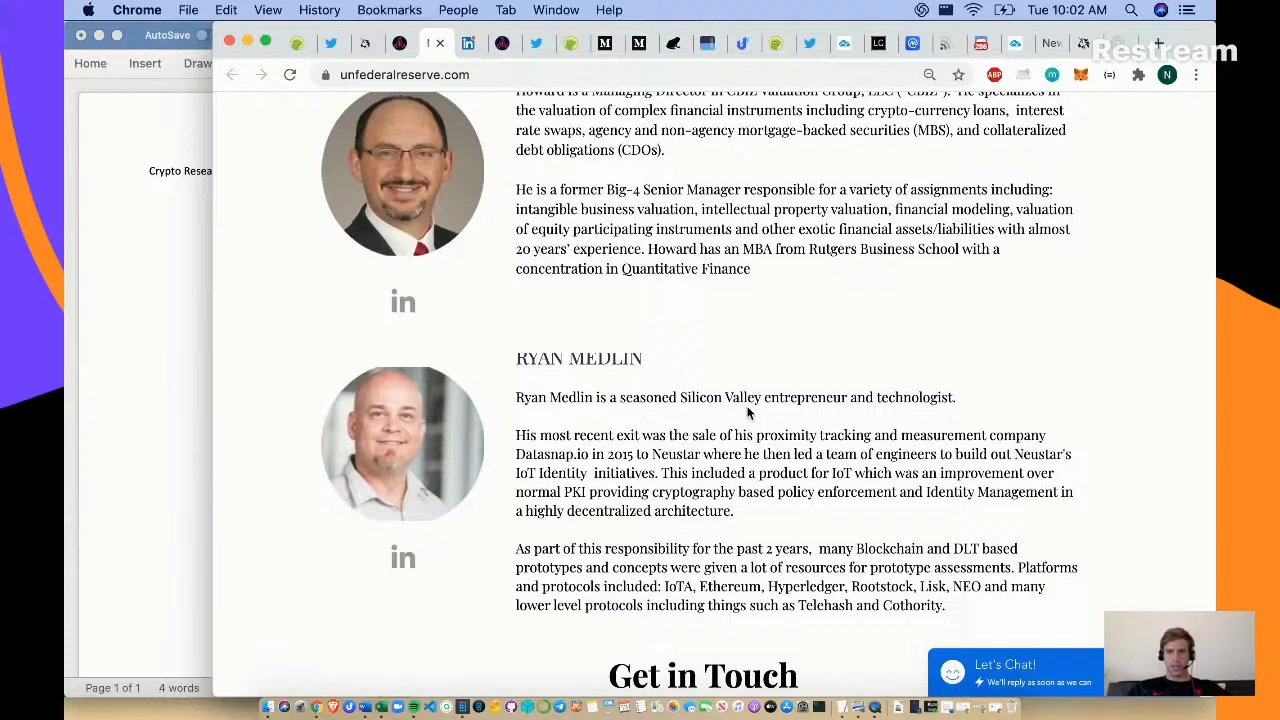 Chrome File Edit View History Bookmarks People Tab Window Help Tue 10:02 AM
AutoSave
Restream
LC 286 New
Home Insert Draw
unfederalreserve.com
ABP m N
Howard is a Managing Director in CBIZ Valuation Group, LLC ("CBIZ"). He specializes in
the valuation of complex financial instruments including crypto-currency loans, interest
rate swaps, agency and non-agency mortgage-backed securities (MBS), and collateralized
debt obligations (CDOs).
Crypto Resea
He is a former Big-4 Senior Manager responsible for a variety of assignments including:
intangible business valuation, intellectual property valuation, financial modeling, valuation
of equity participating instruments and other exotic financial assets/liabilities with almost
20 years' experience. Howard has an MBA from Rutgers Business School with a
concentration in Quantitative Finance
in
RYAN MEDLIN
Ryan Medlin is a seasoned Silicon Valley entrepreneur and technologist.
His most recent exit was the sale of his proximity tracking and measurement company
Datasnap.io in 2015 to Neustar where he then led a team of engineers to build out Neustar's
IoT Identity initiatives. This included a product for IoT which was an improvement over
normal PKI providing cryptography based policy enforcement and Identity Management in
a highly decentralized architecture.
in
As part of this responsibility for the past 2 years, many Blockchain and DLT based
prototypes and concepts were given a lot of resources for prototype assessments. Platforms
and protocols included: IoTA, Ethereum, Hyperledger, Rootstock, Lisk, NEO and many
lower level protocols including things such as Telehash and Cothority.
Get in Touch
Let's Chat!
We'll reply as soon as we can
Page 1 of 1 4 words